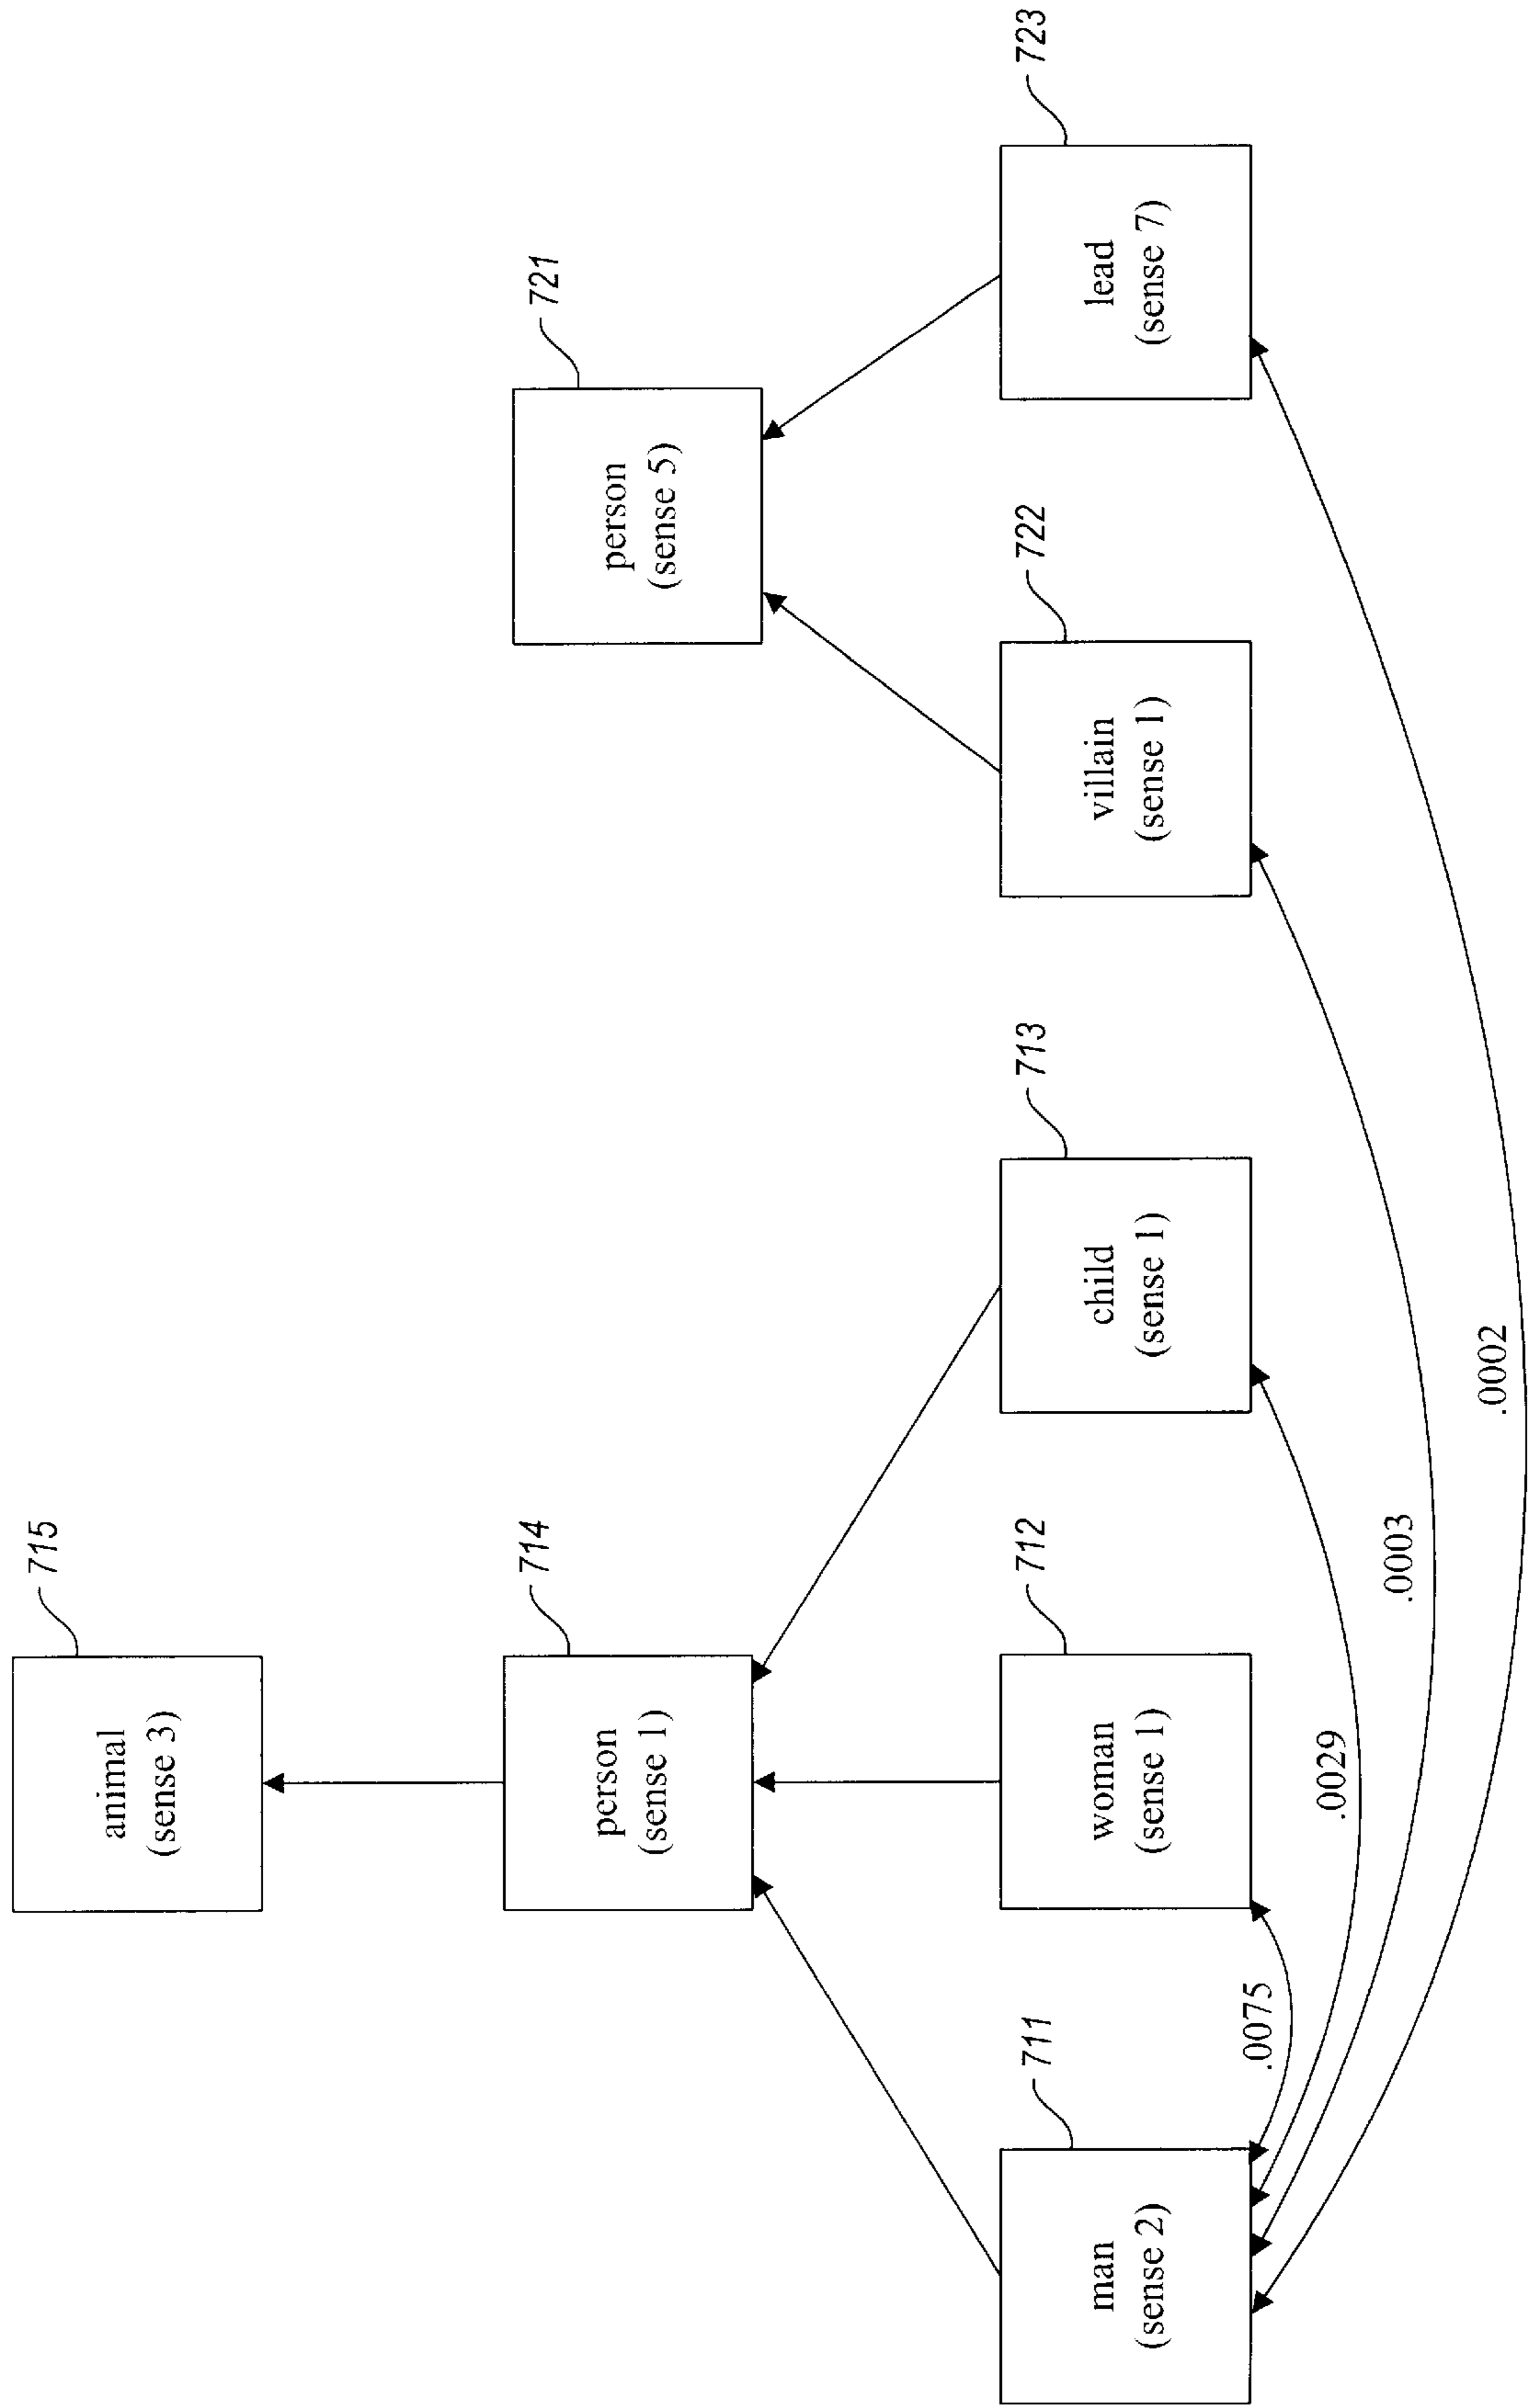 animal
(sense 3)
715
person
(sense 1)
714
person
(sense 5)
721
man
(sense 2)
711
woman
(sense 1)
712
child
(sense 1)
713
villain
(sense 1)
722
lead
(sense 7)
723
.0075
.0029
.0003
.0002